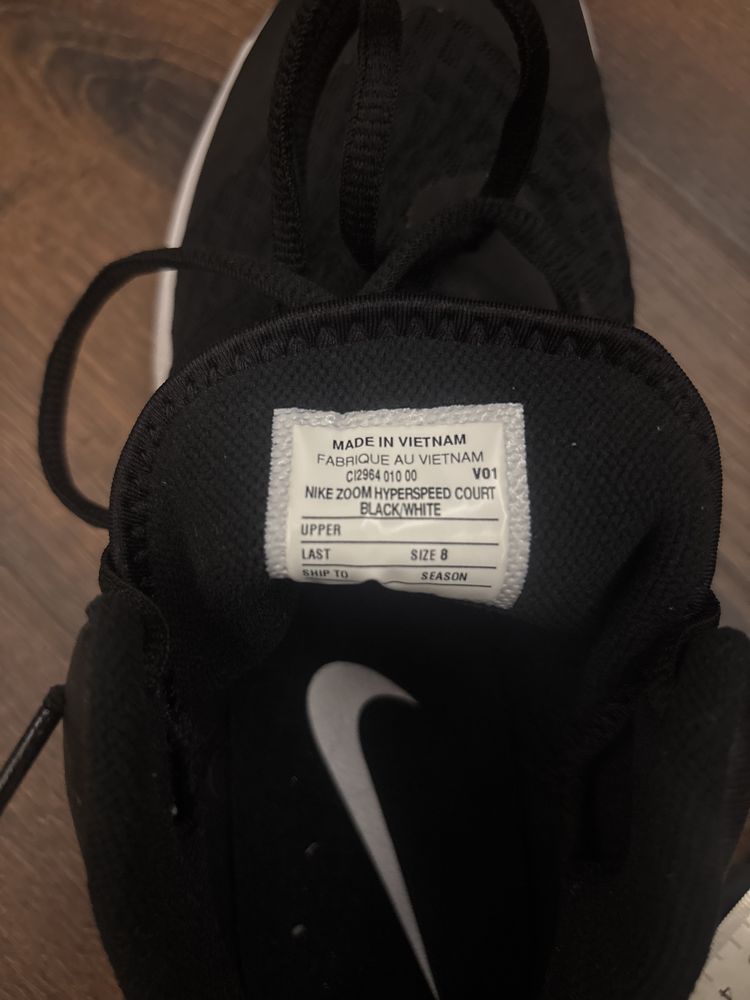 MADE IN VIETNAM
FABRIQUE AU VIETNAM
CI2964 010 00 V01
NIKE ZOOM HYPERSPEED COURT
BLACK/WHITE
UPPER
LAST SIZE 8
SHIP TO SEASON
4